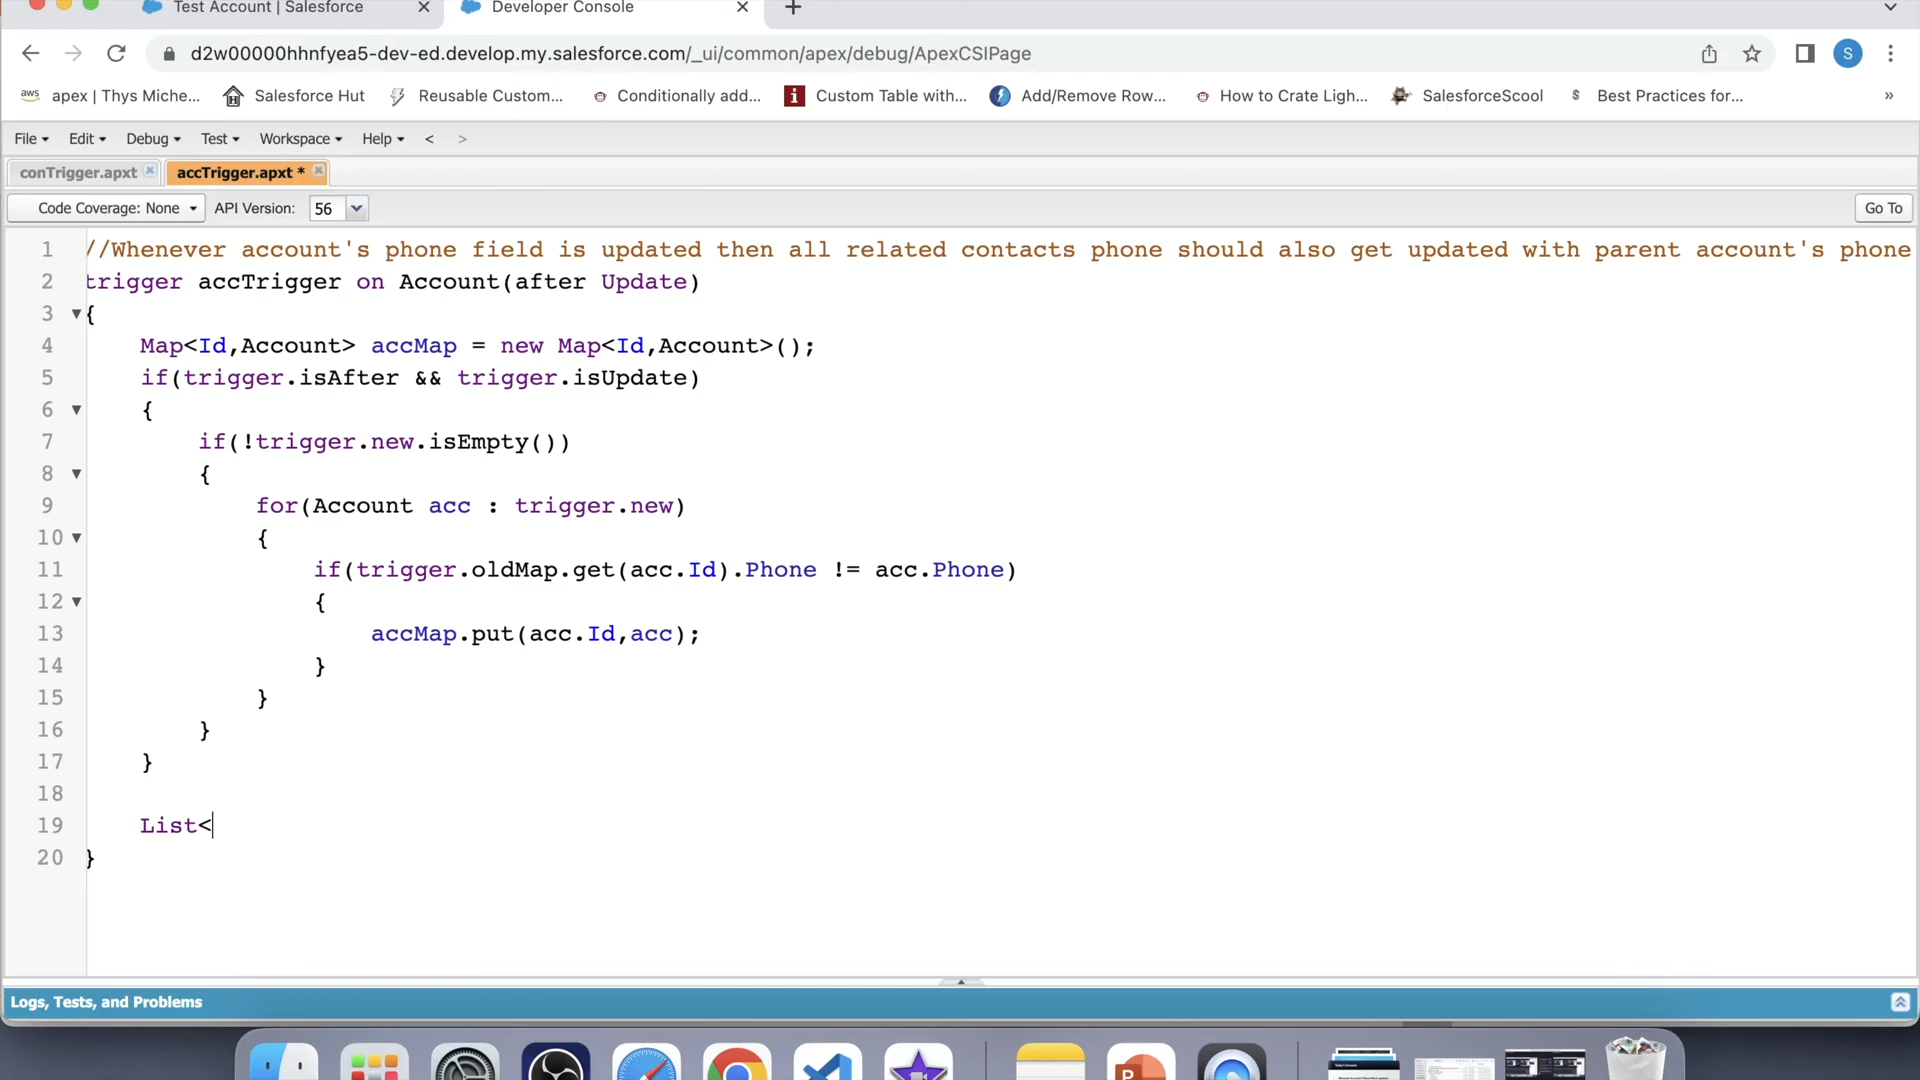 Test Account | Salesforce
Developer Console
d2w00000hhnfyea5-dev-ed.develop.my.salesforce.com/_ui/common/apex/debug/ApexCSIPage
S
aws apex | Thys Miche...
Salesforce Hut
Reusable Custom...
Conditionally add...
Custom Table with...
Add/Remove Row...
How to Crate Ligh...
SalesforceScool
Best Practices for...
»
File Edit Debug Test Workspace Help < >
conTrigger.apxt
accTrigger.apxt *
Code Coverage: None API Version: 56 Go To
1 //Whenever account's phone field is updated then all related contacts phone should also get updated with parent account's phone
2 trigger accTrigger on Account(after Update)
3 {
4 Map<Id,Account> accMap = new Map<Id,Account>();
5 if(trigger.isAfter && trigger.isUpdate)
6 {
7 if(!trigger.new.isEmpty())
8 {
9 for(Account acc : trigger.new)
10 {
11 if(trigger.oldMap.get(acc.Id).Phone != acc.Phone)
12 {
13 accMap.put(acc.Id,acc);
14 }
15 }
16 }
17 }
18
19 List<
20 }
Logs, Tests, and Problems